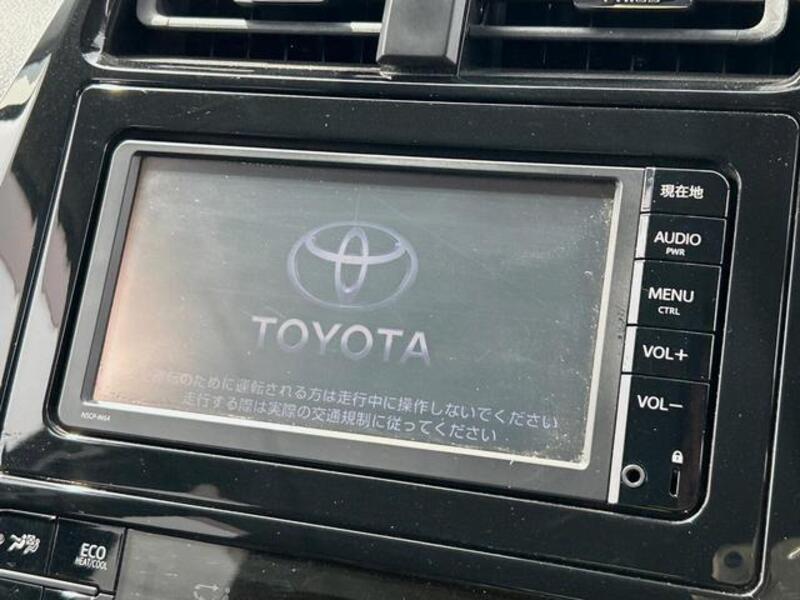 現在地
AUDIO
PWR
MENU
CTRL
VOL+
VOL−
TOYOTA
のために運転される方は走行中に操作しないでください
走行する際は実際の交通規制に従ってください
NSCP-W64
ECO
HEAT/COOL